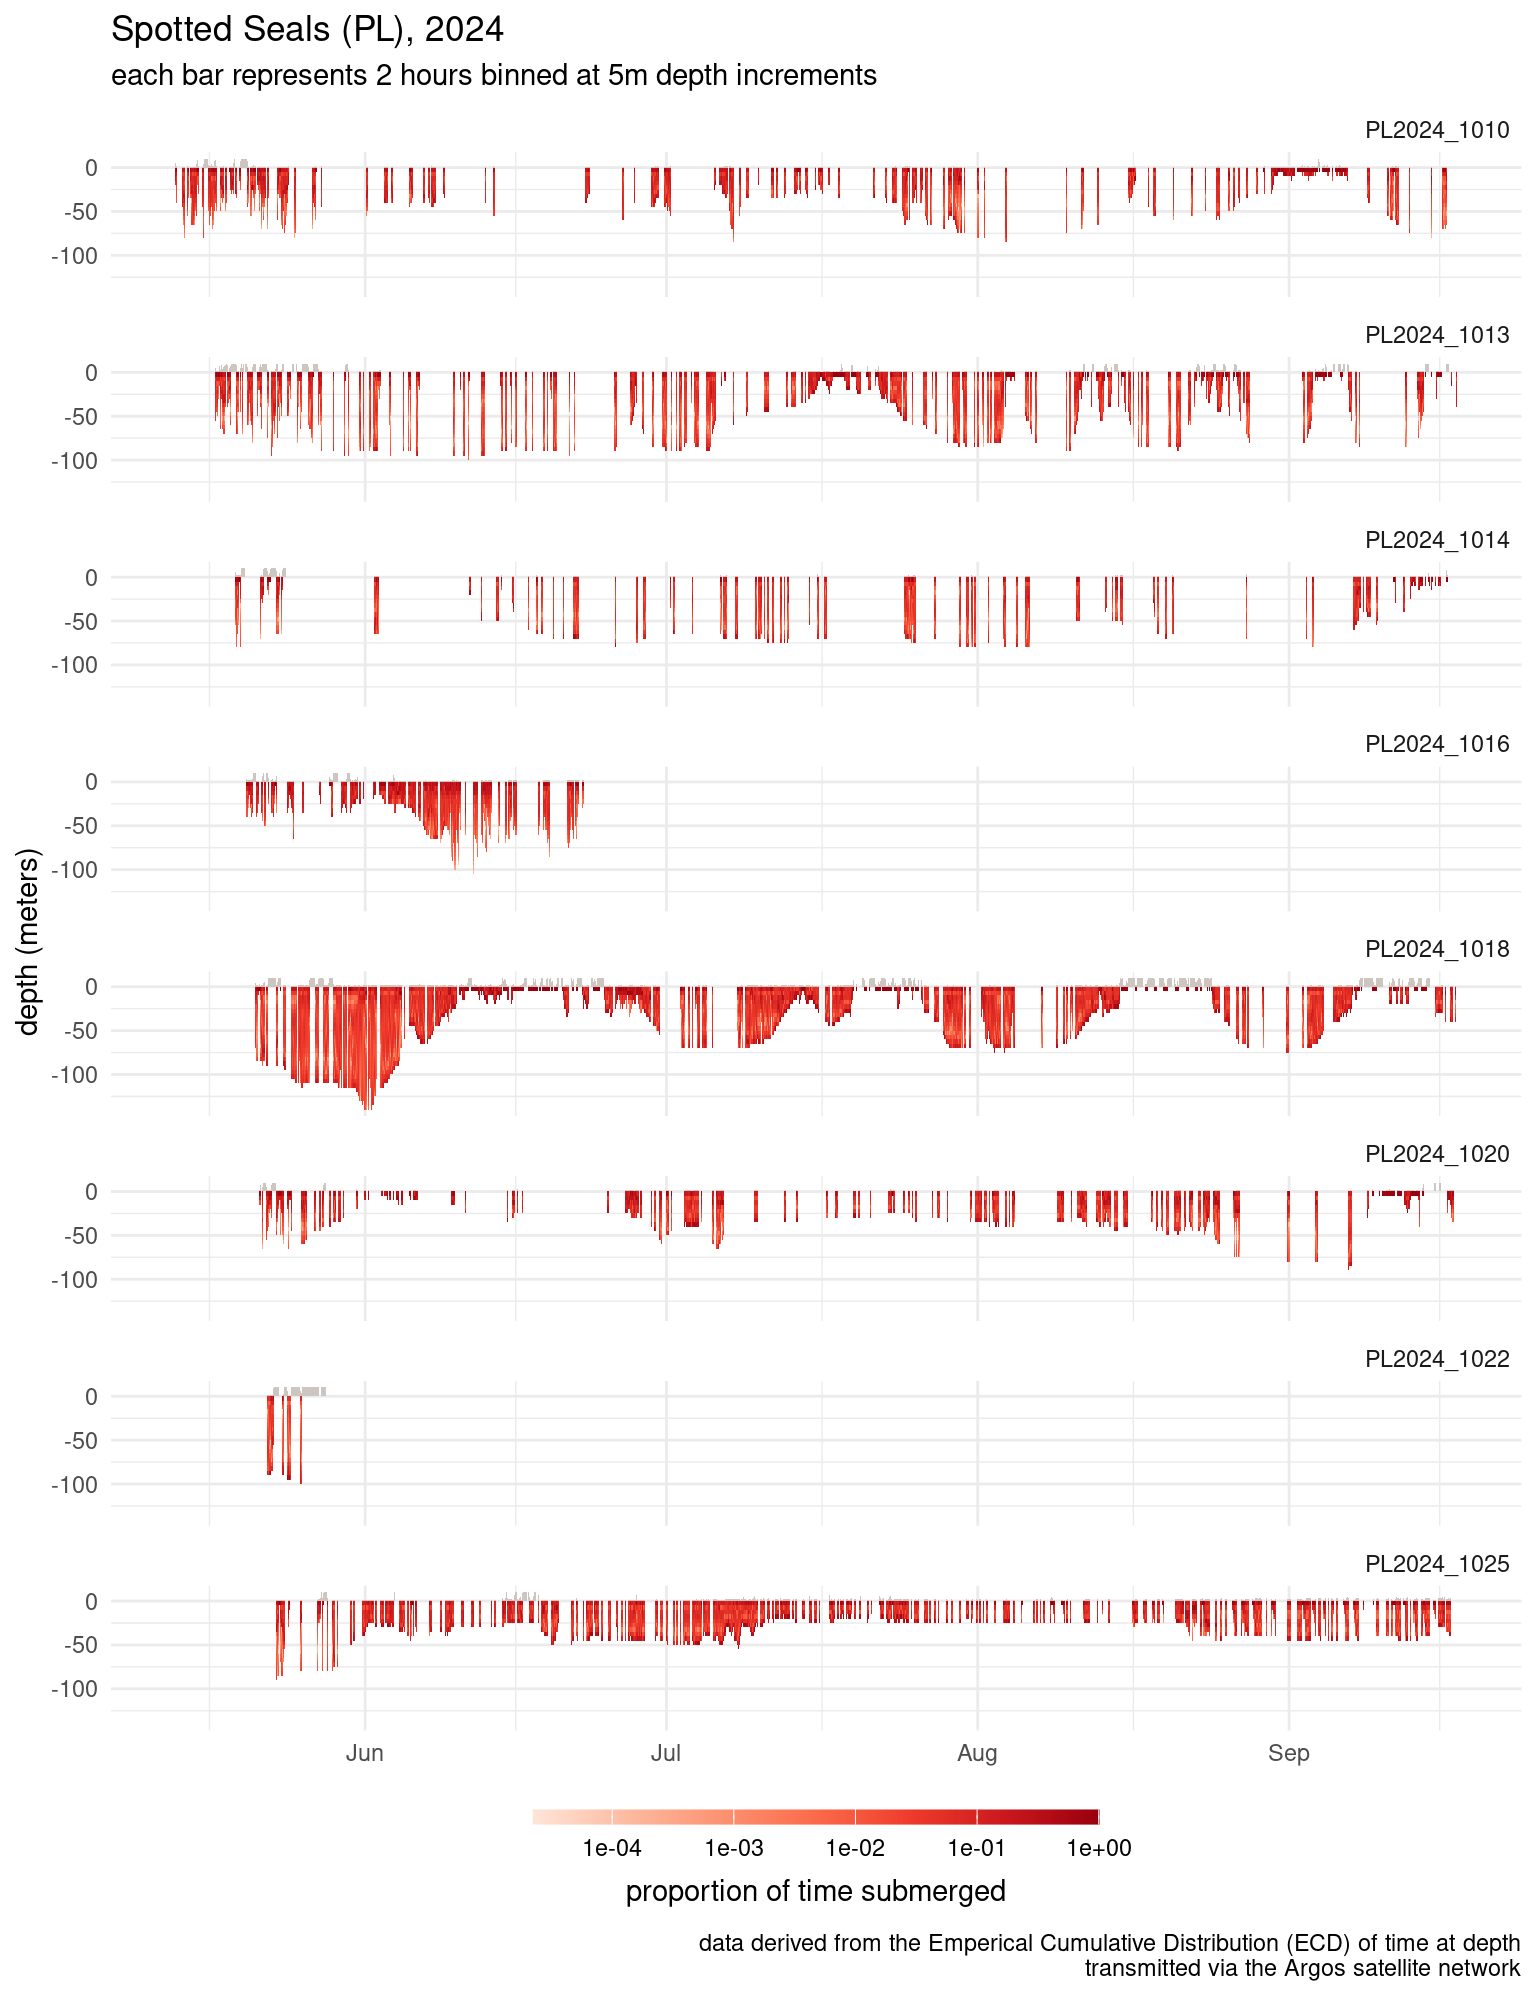 Spotted Seals (PL), 2024
each bar represents 2 hours binned at 5m depth increments
PL2024_1010
0
-50
-100
PL2024_1013
0
-50
-100
PL2024_1014
0
-50
-100
PL2024_1016
0
-50
-100
depth (meters)
PL2024_1018
0
-50
-100
PL2024_1020
0
-50
-100
PL2024_1022
0
-50
-100
PL2024_1025
0
-50
-100
Jun Jul Aug Sep
1e-04 1e-03 1e-02 1e-01 1e+00
proportion of time submerged
data derived from the Emperical Cumulative Distribution (ECD) of time at depth
transmitted via the Argos satellite network